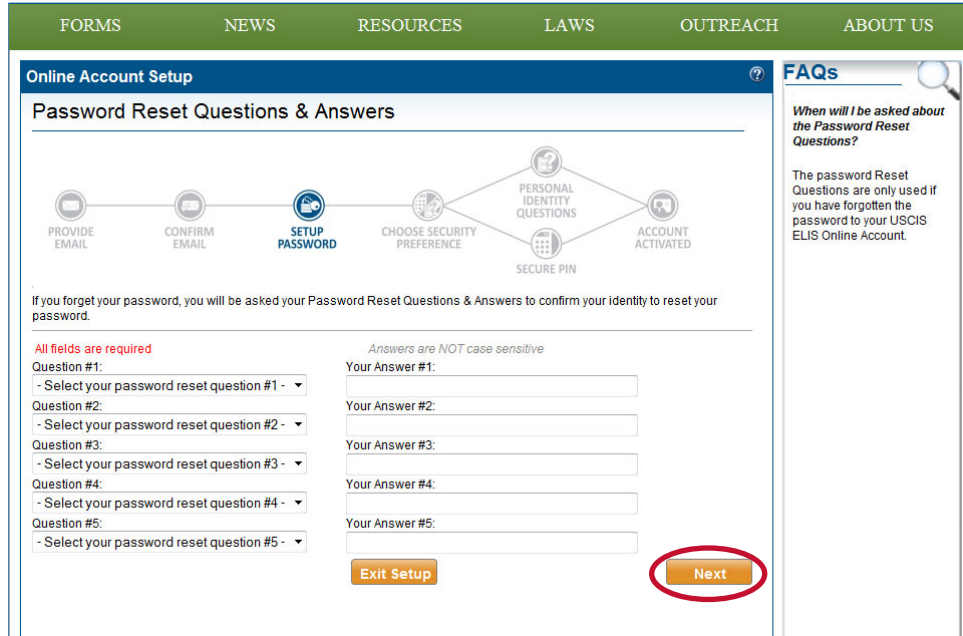 FORMS NEWS RESOURCES LAWS OUTREACH ABOUT US
Online Account Setup
?
Password Reset Questions & Answers
PROVIDE
EMAIL
CONFIRM
EMAIL
SETUP
PASSWORD
CHOOSE SECURITY
PREFERENCE
PERSONAL
IDENTITY
QUESTIONS
SECURE PIN
ACCOUNT
ACTIVATED
If you forget your password, you will be asked your Password Reset Questions & Answers to confirm your identity to reset your
password.
All fields are required
Answers are NOT case sensitive
Question #1:
Your Answer #1:
- Select your password reset question #1 -
Question #2:
Your Answer #2:
- Select your password reset question #2 -
Question #3:
Your Answer #3:
- Select your password reset question #3 -
Question #4:
Your Answer #4:
- Select your password reset question #4 -
Question #5:
Your Answer #5:
- Select your password reset question #5 -
Exit Setup
Next
FAQs
When will I be asked about
the Password Reset
Questions?
The password Reset
Questions are only used if
you have forgotten the
password to your USCIS
ELIS Online Account.